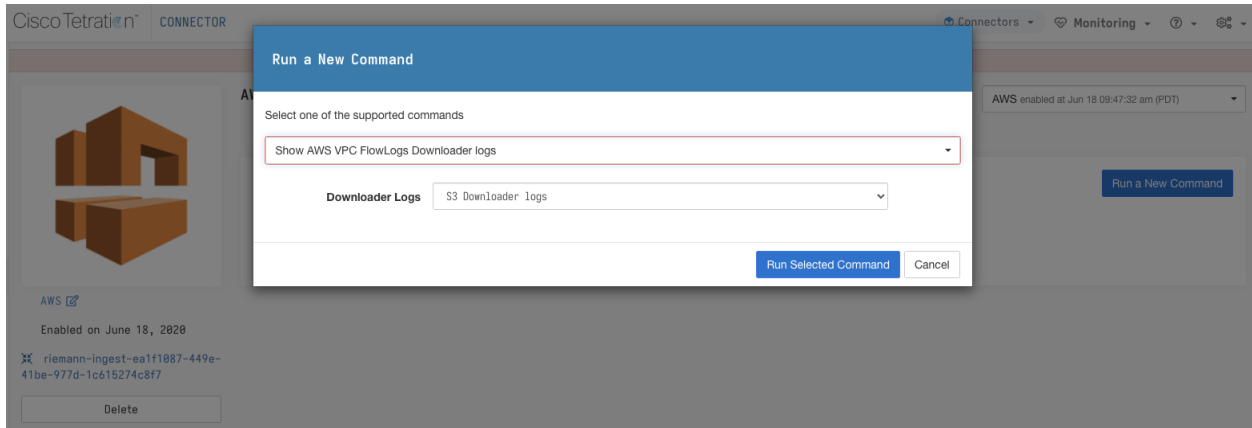 Cisco Tetration™ CONNECTOR
Connectors
Monitoring
Run a New Command
AWS enabled at Jun 18 09:47:32 am (PDT)
Select one of the supported commands
Show AWS VPC FlowLogs Downloader logs
Run a New Command
Downloader Logs S3 Downloader logs
Run Selected Command Cancel
AWS
Enabled on June 18, 2020
riemann-ingest-ea1f1087-449e-
41be-977d-1c615274c8f7
Delete